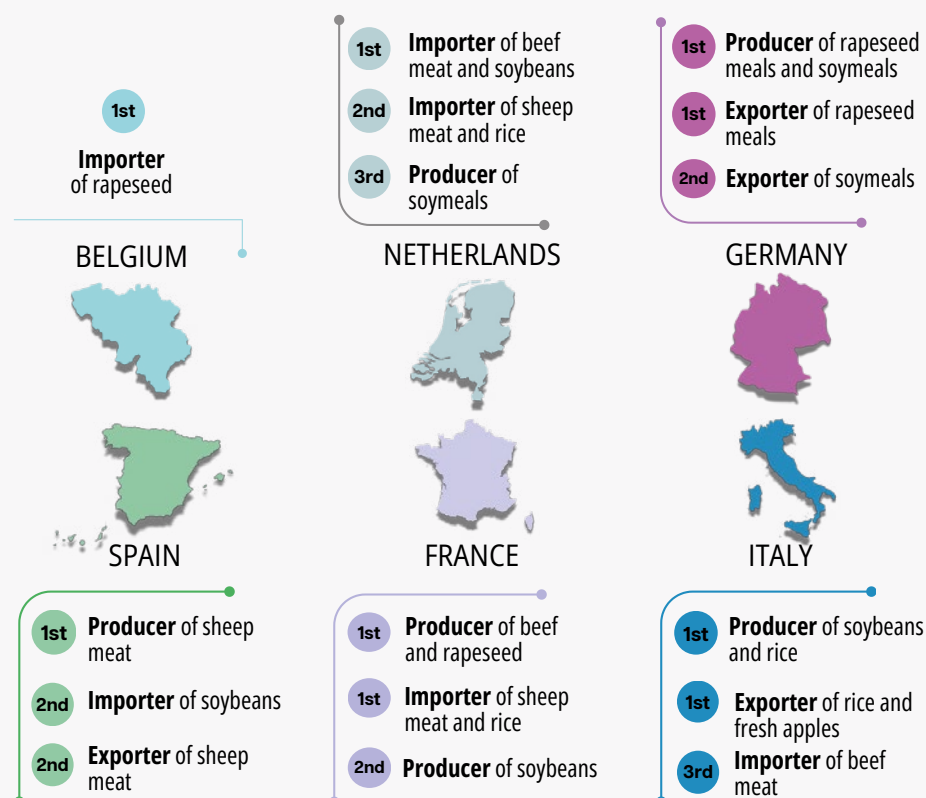 1st
Importer
of rapeseed
BELGIUM
1st Importer of beef
meat and soybeans
2nd Importer of sheep
meat and rice
3rd Producer of
soymeals
NETHERLANDS
1st Producer of rapeseed
meals and soymeals
1st Exporter of rapeseed
meals
2nd Exporter of soymeals
GERMANY
SPAIN
1st Producer of sheep
meat
2nd Importer of soybeans
2nd Exporter of sheep
meat
FRANCE
1st Producer of beef
and rapeseed
1st Importer of sheep
meat and rice
2nd Producer of soybeans
ITALY
1st Producer of soybeans
and rice
1st Exporter of rice and
fresh apples
3rd Importer of beef
meat